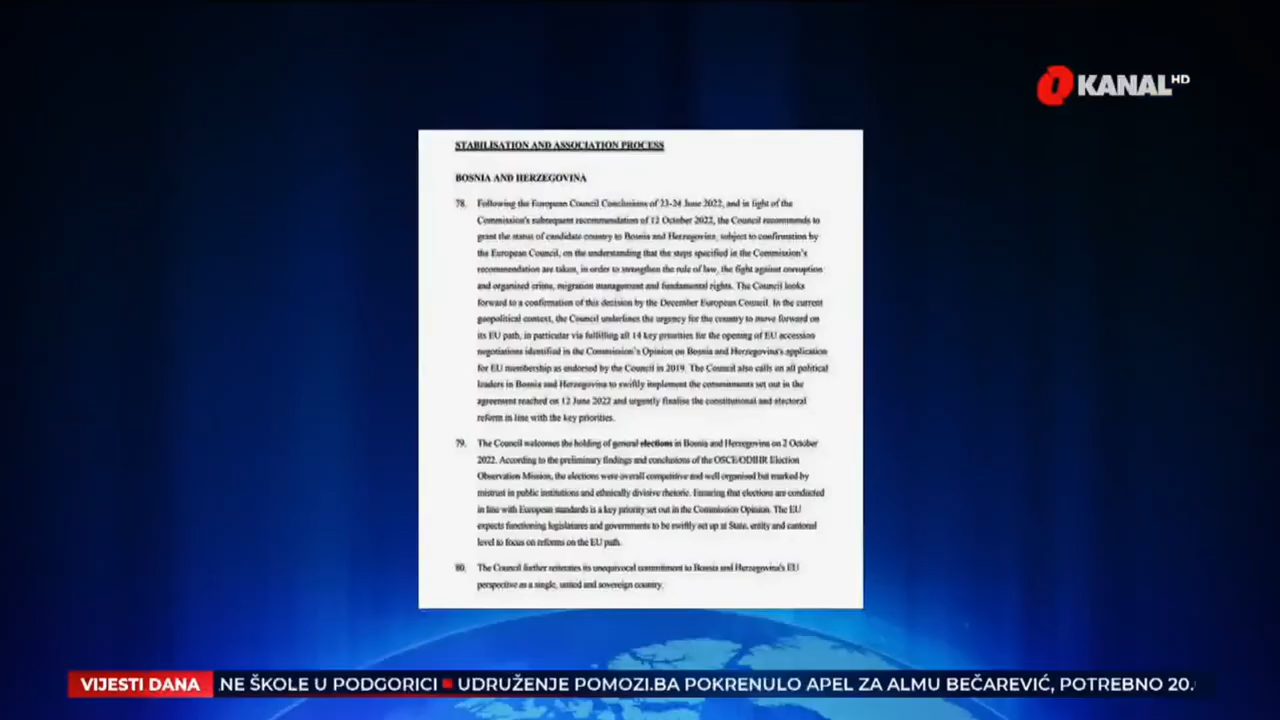 O KANAL HD
STABILISATION AND ASSOCIATION PROCESS
BOSNIA AND HERZEGOVINA
78. Following the European Council Conclusions of 23-24 June 2022, and in light of the
Commission's subsequent recommendation of 12 October 2022, the Council recommends to
grant the status of candidate country to Bosnia and Herzegovina, subject to confirmation by
the European Council, on the understanding that the steps specified in the Commission's
recommendation are taken, in order to strengthen the rule of law, the fight against corruption
and organised crime, migration management and fundamental rights. The Council looks
forward to a confirmation of this decision by the December European Council. In the current
geopolitical context, the Council underlines the urgency for the country to move forward on
its EU path, in particular via fulfilling all 14 key priorities for the opening of EU accession
negotiations identified in the Commission's Opinion on Bosnia and Herzegovina's application
for EU membership as endorsed by the Council in 2019. The Council also calls on all political
leaders in Bosnia and Herzegovina to swiftly implement the commitments set out in the
agreement reached on 12 June 2022 and urgently finalise the constitutional and electoral
reform in line with the key priorities.
79. The Council welcomes the holding of general elections in Bosnia and Herzegovina on 2 October
2022. According to the preliminary findings and conclusions of the OSCE/ODIHR Election
Observation Mission, the elections were overall competitive and well organised but marked by
mistrust in public institutions and ethnically divisive rhetoric. Ensuring that elections are conducted
in line with European standards is a key priority set out in the Commission Opinion. The EU
expects functioning legislatures and governments to be swiftly set up at State, entity and cantonal
level to focus on reforms on the EU path.
80. The Council further reiterates its unequivocal commitment to Bosnia and Herzegovina's EU
perspective as a single, united and sovereign country.
VIJESTI DANA .NE ŠKOLE U PODGORICI ■ UDRUŽENJE POMOZI.BA POKRENULO APEL ZA ALMU BEČAREVIĆ, POTREBNO 20.